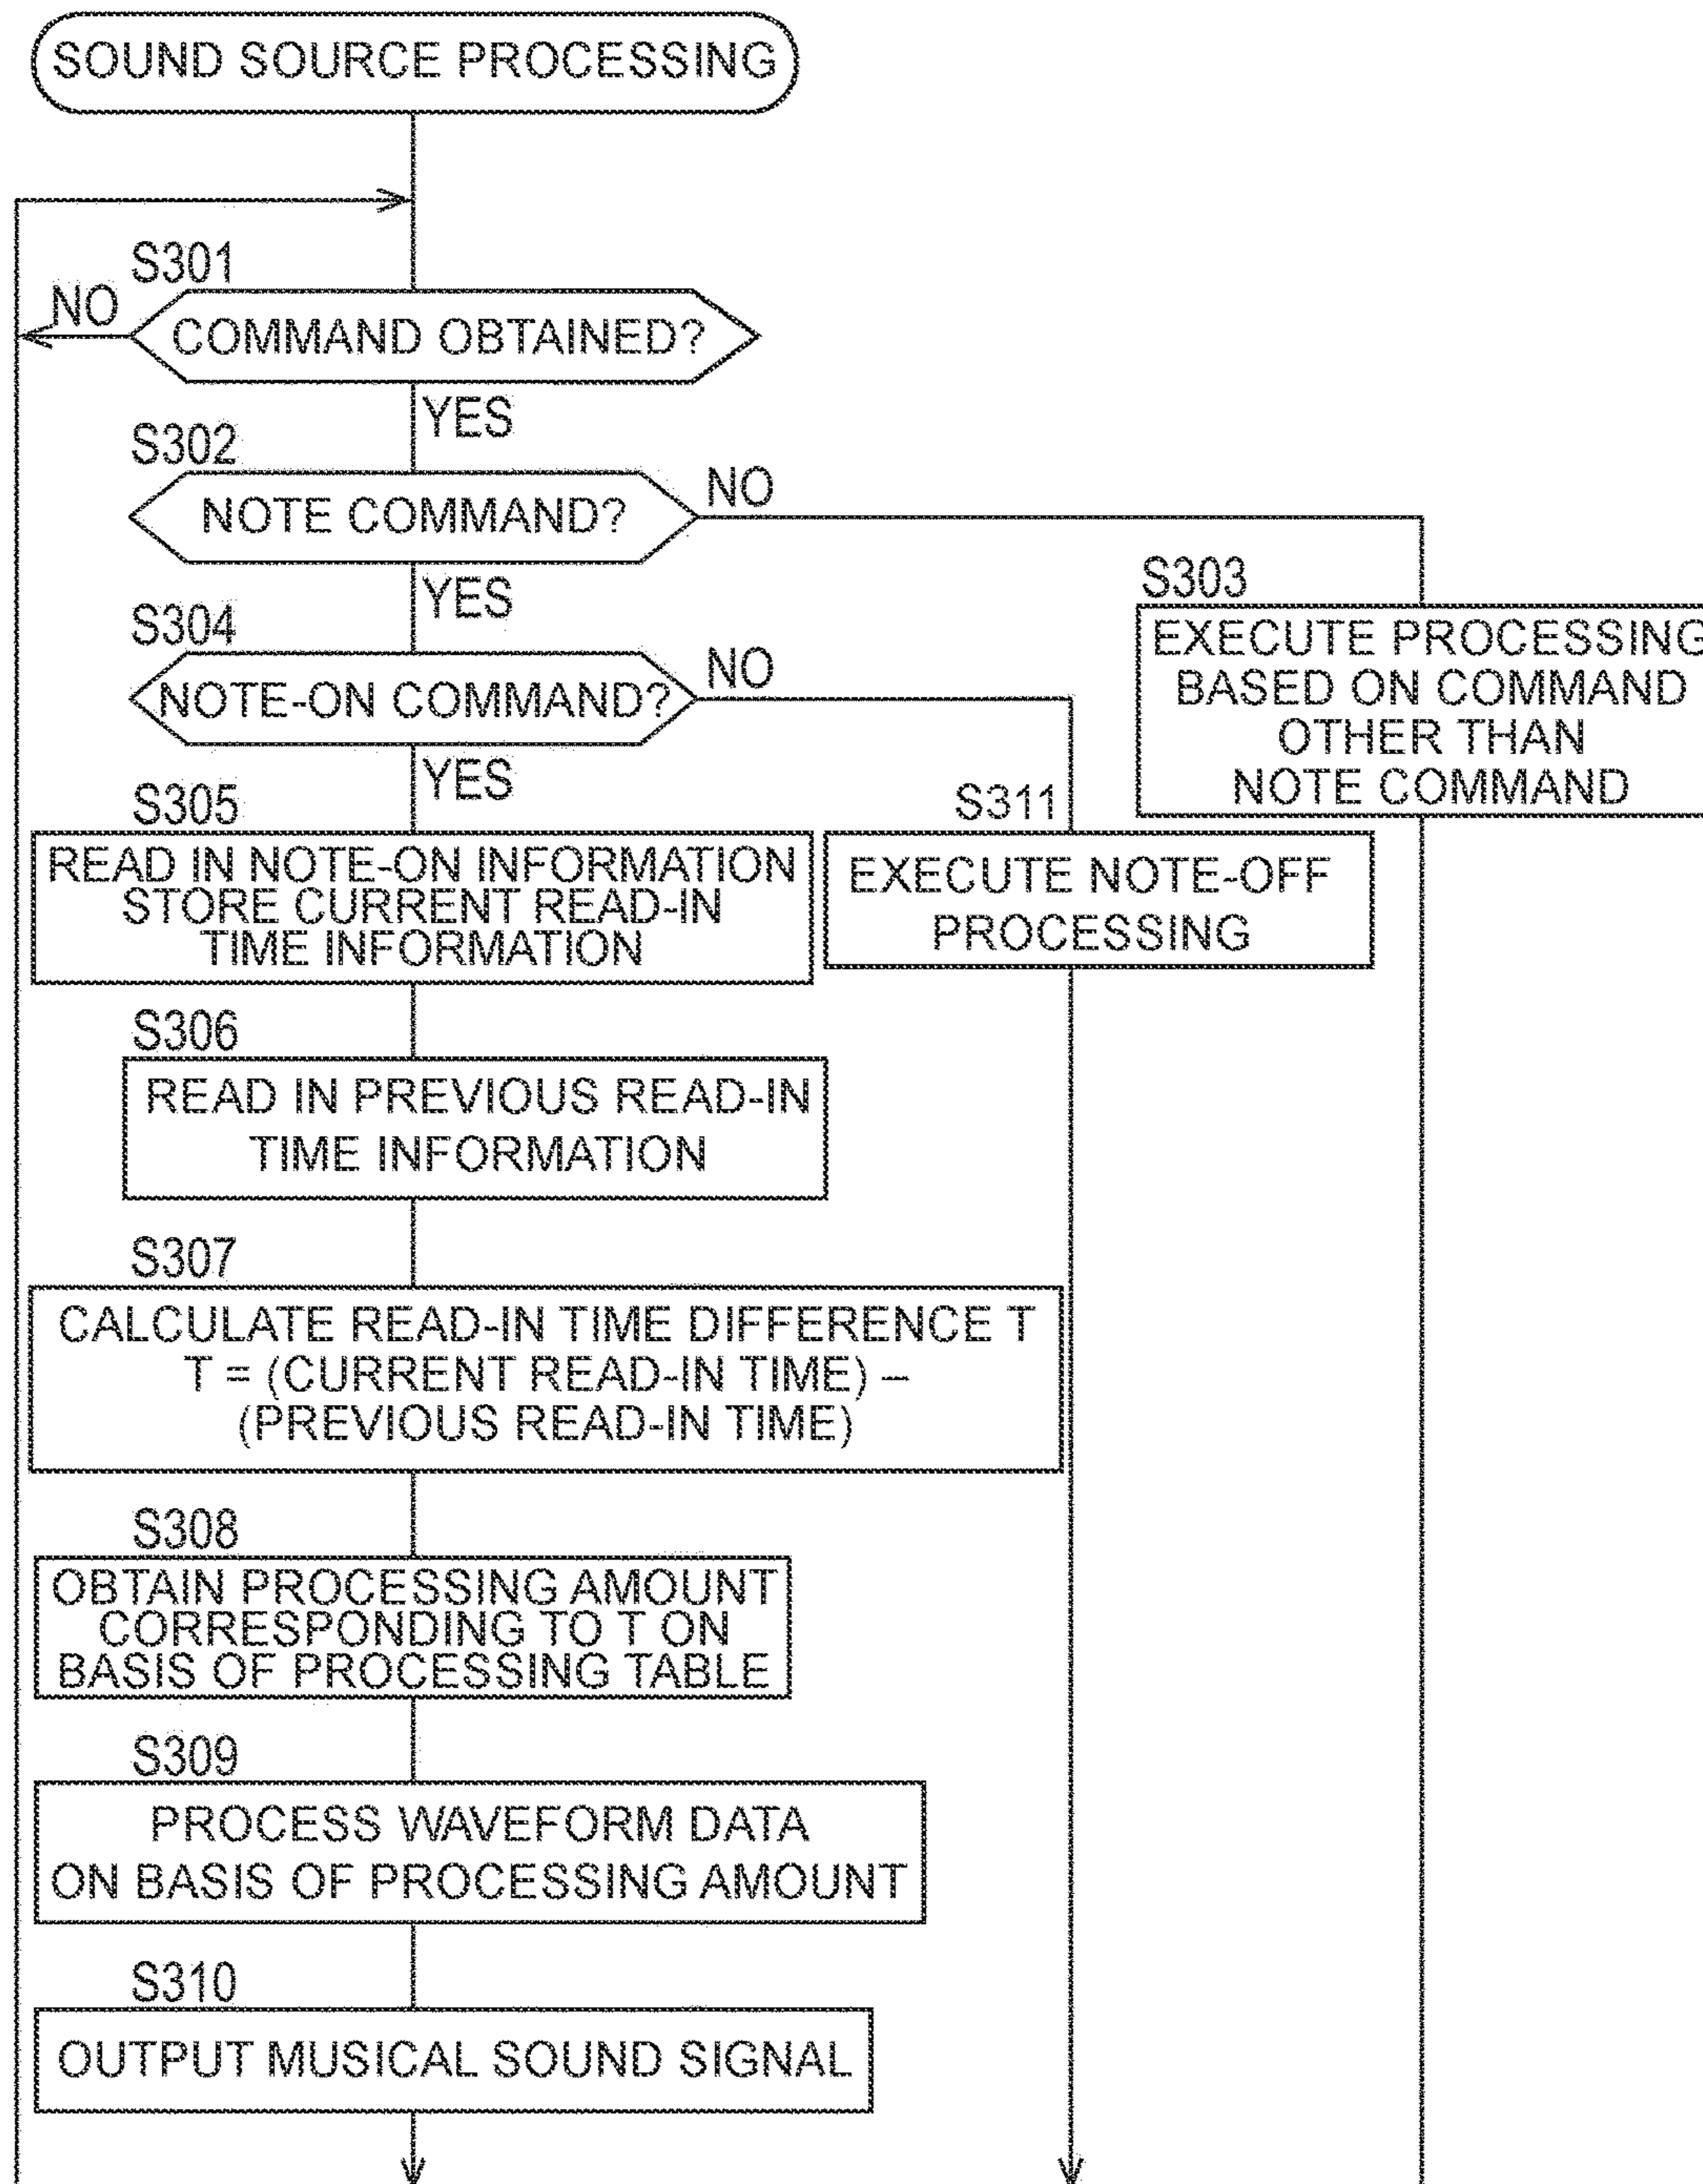 SOUND SOURCE PROCESSING
S301
NO
COMMAND OBTAINED?
YES
S302
NOTE COMMAND?
NO
YES
S303
EXECUTE PROCESSING
BASED ON COMMAND
OTHER THAN
NOTE COMMAND
S304
NOTE-ON COMMAND?
NO
YES
S305
READ IN NOTE-ON INFORMATION
STORE CURRENT READ-IN
TIME INFORMATION
S311
EXECUTE NOTE-OFF
PROCESSING
S306
READ IN PREVIOUS READ-IN
TIME INFORMATION
S307
CALCULATE READ-IN TIME DIFFERENCE T
T = (CURRENT READ-IN TIME) –
(PREVIOUS READ-IN TIME)
S308
OBTAIN PROCESSING AMOUNT
CORRESPONDING TO T ON
BASIS OF PROCESSING TABLE
S309
PROCESS WAVEFORM DATA
ON BASIS OF PROCESSING AMOUNT
S310
OUTPUT MUSICAL SOUND SIGNAL